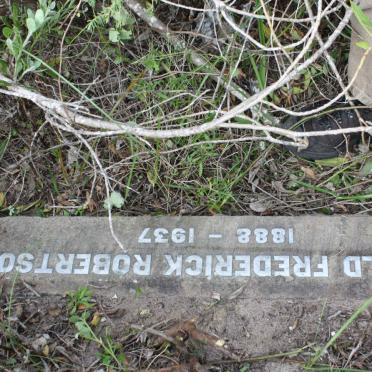 LD FREDERICK ROBERTSO
1888 - 1937